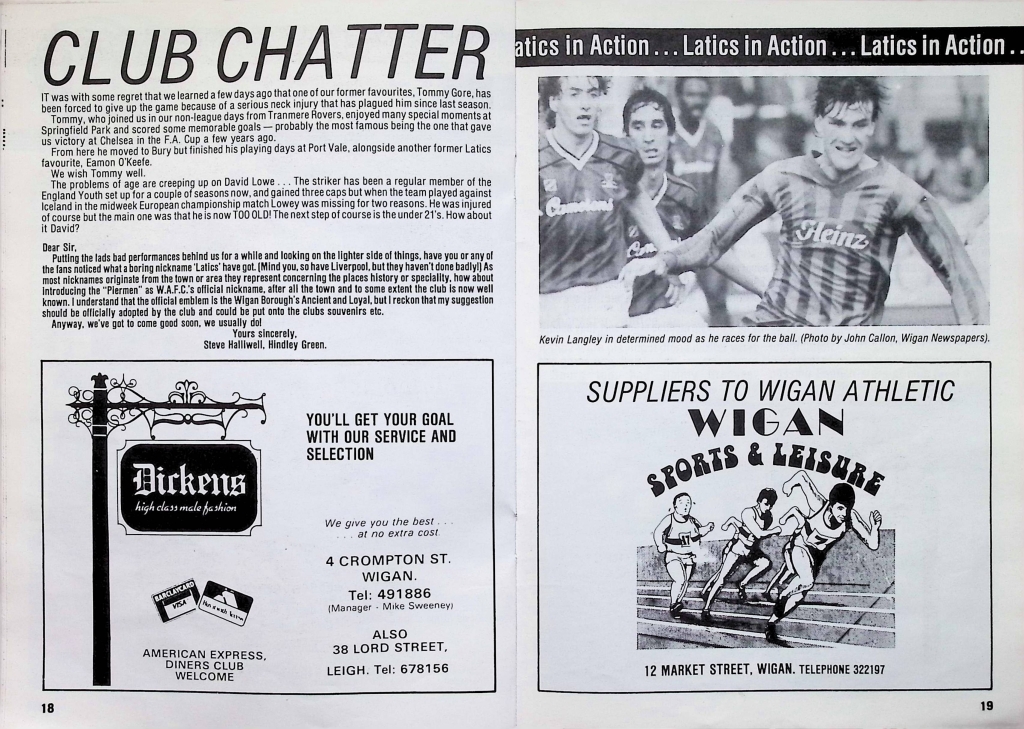 CLUB CHATTER
IT was with some regret that we learned a few days ago that one of our former favourites, Tommy Gore, has
been forced to give up the game because of a serious neck injury that has plagued him since last season.
Tommy, who joined us in our non-league days from Tranmere Rovers, enjoyed many special moments at
Springfield Park and scored some memorable goals — probably the most famous being the one that gave
us victory at Chelsea in the F.A. Cup a few years ago.
From here he moved to Bury but finished his playing days at Port Vale, alongside another former Latics
favourite, Eamon O'Keefe.
We wish Tommy well.
The problems of age are creeping up on David Lowe ... The striker has been a regular member of the
England Youth set up for a couple of seasons now, and gained three caps but when the team played against
Iceland in the midweek European championship match Lowey was missing for two reasons. He was injured
of course but the main one was that he is now TOO OLD! The next step of course is the under 21's. How about
it David?
Dear Sir,
Putting the lads bad performances behind us for a while and looking on the lighter side of things, have you or any of
the fans noticed what a boring nickname 'Latics' have got. (Mind you, so have Liverpool, but they haven't done badly!) As
most nicknames originate from the town or area they represent concerning the places history or speciality, how about
introducing the "Piermen" as W.A.F.C.'s official nickname, after all the town and to some extent the club is now well
known. I understand that the official emblem is the Wigan Borough's Ancient and Loyal, but I reckon that my suggestion
should be officially adopted by the club and could be put onto the clubs souvenirs etc.
Anyway, we've got to come good soon, we usually do!
Yours sincerely,
Steve Halliwell, Hindley Green.
Dickens
high class male fashion
YOU'LL GET YOUR GOAL
WITH OUR SERVICE AND
SELECTION
We give you the best ...
... at no extra cost
4 CROMPTON ST.
WIGAN.
Tel: 491886
(Manager - Mike Sweeney)
ALSO
38 LORD STREET,
LEIGH. Tel: 678156
BARCLAYCARD
VISA
AMERICAN EXPRESS,
DINERS CLUB
WELCOME
18
atics in Action ... Latics in Action ... Latics in Action ..
Heinz
Kevin Langley in determined mood as he races for the ball. (Photo by John Callon, Wigan Newspapers).
SUPPLIERS TO WIGAN ATHLETIC
WIGAN
SPORTS & LEISURE
12 MARKET STREET, WIGAN. TELEPHONE 322197
19